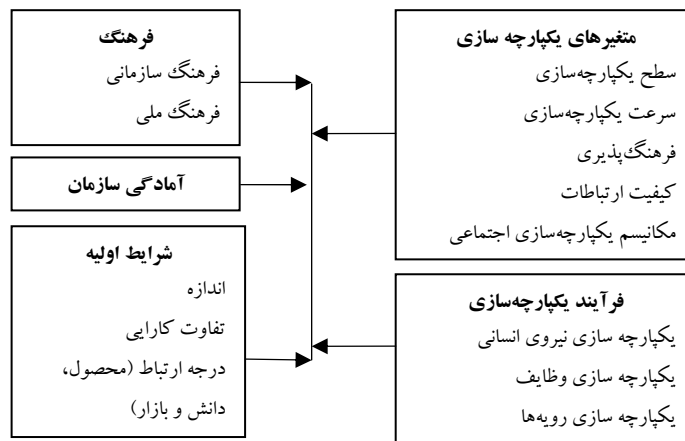 متغیرهای یکپارچه سازی
سطح یکپارچه‌سازی
سرعت یکپارچه‌سازی
فرهنگ‌پذیری
کیفیت ارتباطات
مکانیسم یکپارچه‌سازی اجتماعی
فرآیند یکپارچه‌سازی
یکپارچه سازی نیروی انسانی
یکپارچه سازی وظایف
یکپارچه سازی رویه‌ها
فرهنگ
فرهنگ سازمانی
فرهنگ ملی
آمادگی سازمان
شرایط اولیه
اندازه
تفاوت کارایی
درجه ارتباط (محصول،
دانش و بازار)